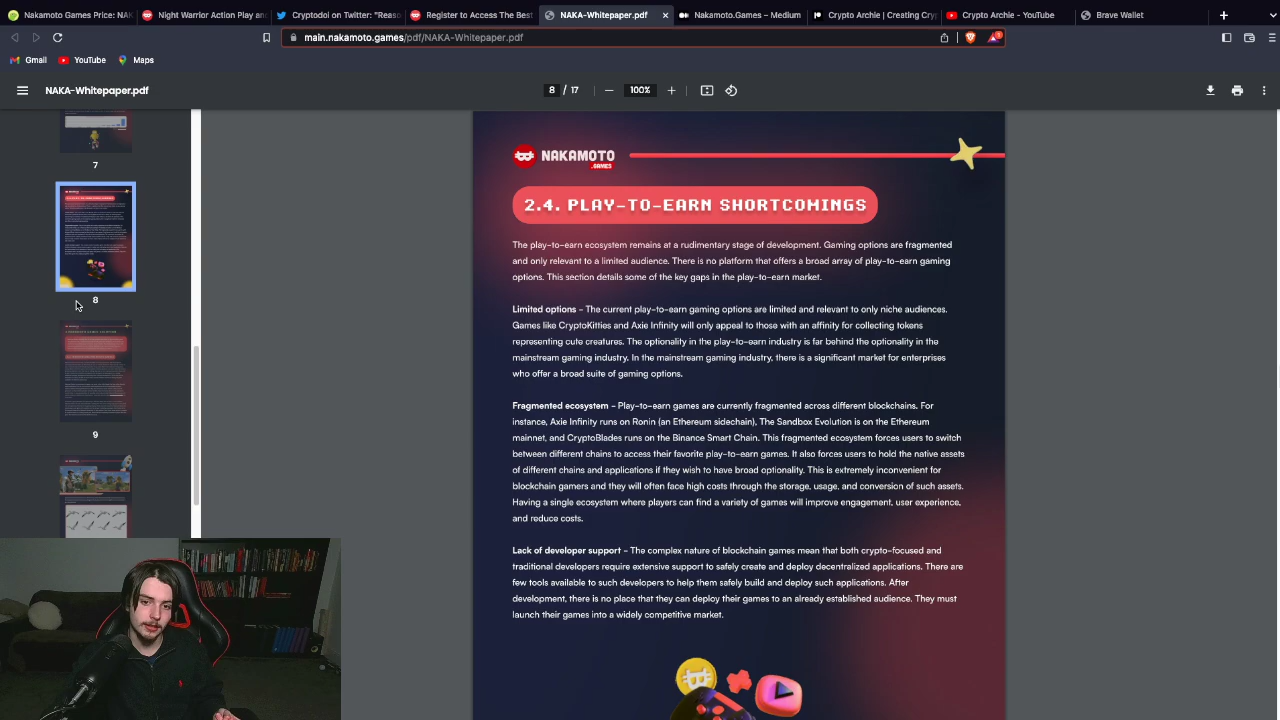 Nakamoto Games Price: NAK
Night Warrior Action Play an
Cryptodol on Twitter: "Reaso
Register to Access The Best
NAKA-Whitepaper.pdf
Nakamoto.Games – Medium
Crypto Archie | Creating Cry
Crypto Archie - YouTube
Brave Wallet
main.nakamoto.games/pdf/NAKA-Whitepaper.pdf
Gmail
YouTube
Maps
NAKA-Whitepaper.pdf
8 / 17
100%
7
8
9
NAKAMOTO
.GAMES
2.4. PLAY-TO-EARN SHORTCOMINGS
The play-to-earn ecosystem remains at a rudimentary stage of development. Gaming options are fragmented
and only relevant to a limited audience. There is no platform that offers a broad array of play-to-earn gaming
options. This section details some of the key gaps in the play-to-earn market.
Limited options - The current play-to-earn gaming options are limited and relevant to only niche audiences.
Games like CryptoKitties and Axie Infinity will only appeal to those with an affinity for collecting tokens
representing cute creatures. The optionality in the play-to-earn industry is far behind the optionality in the
mainstream gaming industry. In the mainstream gaming industry, there is a significant market for enterprises
who offer a broad suite of gaming options.
Fragmented ecosystem - Play-to-earn games are currently fragmented across different blockchains. For
instance, Axie Infinity runs on Ronin (an Ethereum sidechain), The Sandbox Evolution is on the Ethereum
mainnet, and CryptoBlades runs on the Binance Smart Chain. This fragmented ecosystem forces users to switch
between different chains to access their favorite play-to-earn games. It also forces users to hold the native assets
of different chains and applications if they wish to have broad optionality. This is extremely inconvenient for
blockchain gamers and they will often face high costs through the storage, usage, and conversion of such assets.
Having a single ecosystem where players can find a variety of games will improve engagement, user experience,
and reduce costs.
Lack of developer support - The complex nature of blockchain games mean that both crypto-focused and
traditional developers require extensive support to safely create and deploy decentralized applications. There are
few tools available to such developers to help them safely build and deploy such applications. After
development, there is no place that they can deploy their games to an already established audience. They must
launch their games into a widely competitive market.